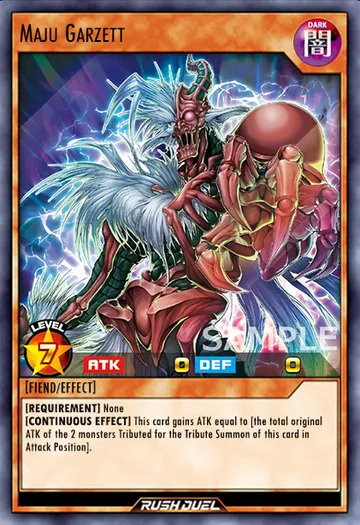 Maju Garzett
DARK
闇
SAMPLE
LEVEL
7
ATK 0 DEF 0
[FIEND/EFFECT]
[REQUIREMENT] None
[CONTINUOUS EFFECT] This card gains ATK equal to [the total original
ATK of the 2 monsters Tributed for the Tribute Summon of this card in
Attack Position].
RUSH DUEL